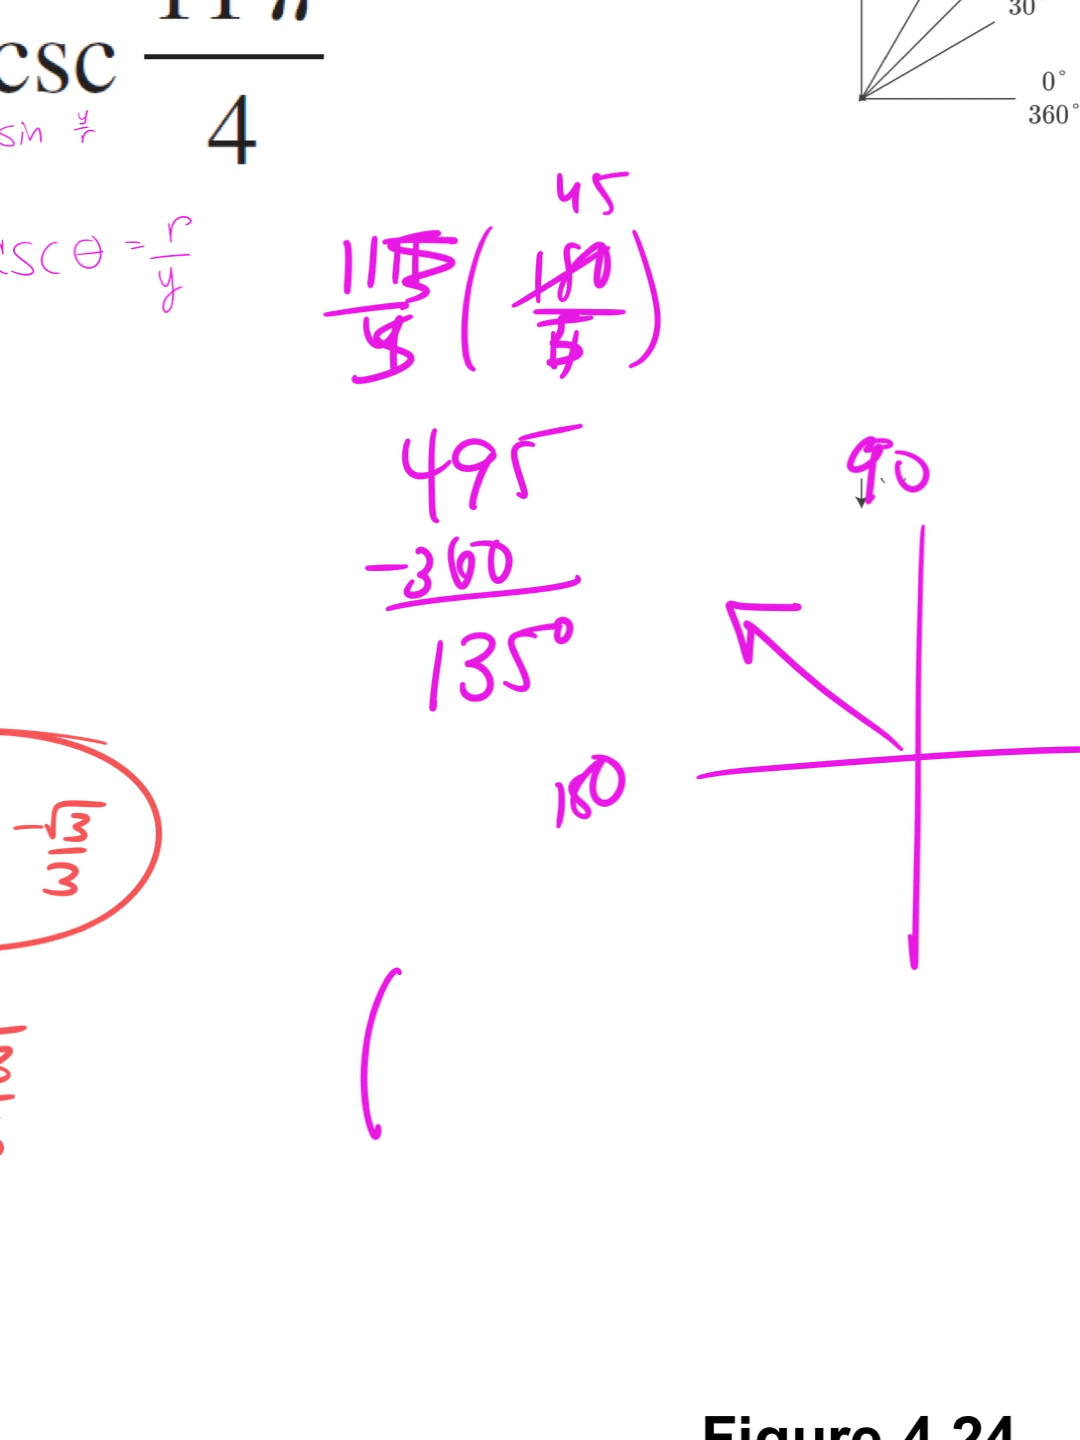 csc 11π/4
30°
0°
360°
sin y/r
csc θ = r/y
45
11π/4 (180/π)
495
-360
135°
90
180
-√3/3
Figure 4.24